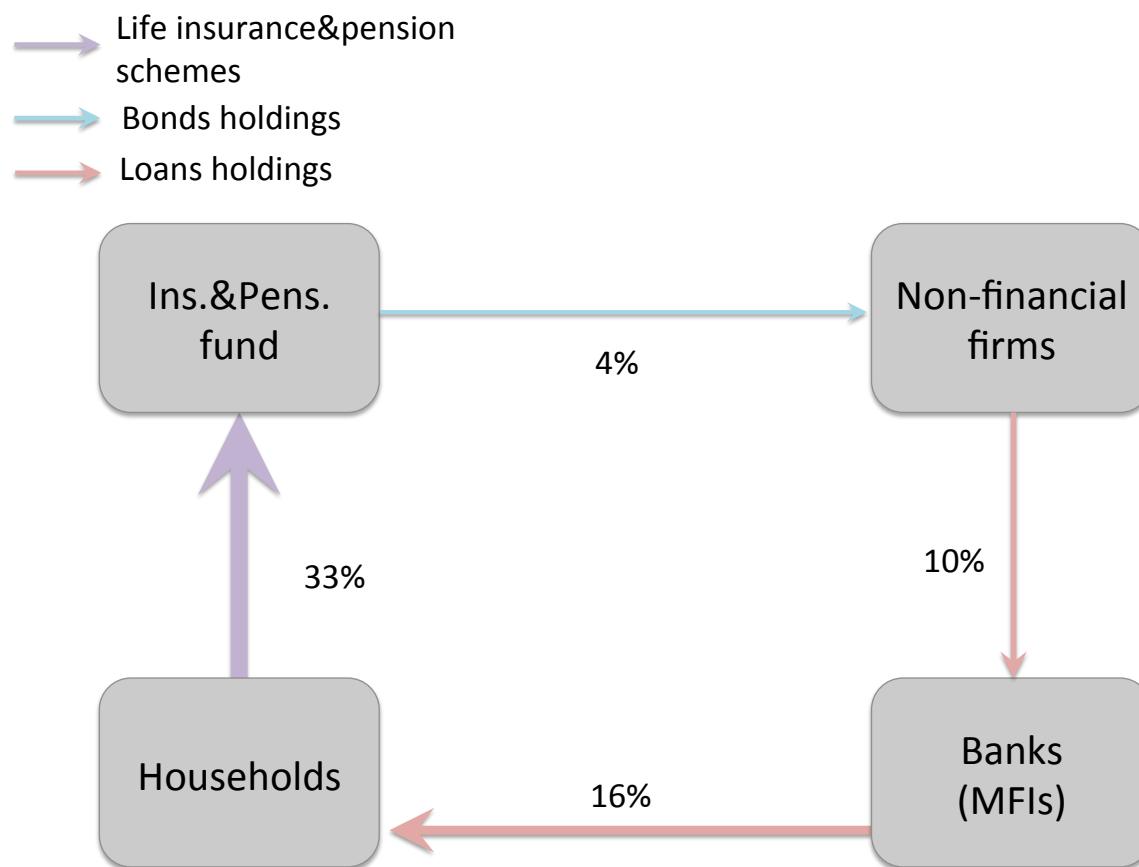 Life insurance&pension
schemes
Bonds holdings
Loans holdings
Ins.&Pens.
fund
Non-financial
firms
4%
33%
10%
Households
16%
Banks
(MFIs)